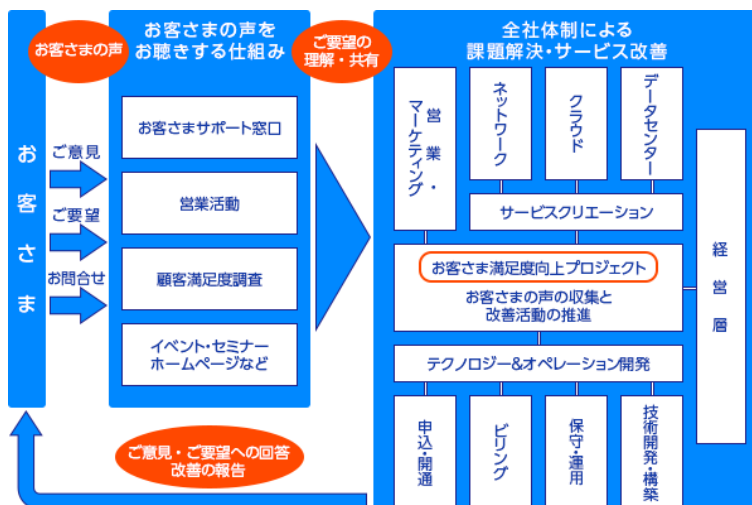 お客さまの声
お客さまの声を
お聴きする仕組み
ご要望の
理解・共有
全社体制による
課題解決・サービス改善
お客さま
ご意見
ご要望
お問合せ
お客さまサポート窓口
営業活動
顧客満足度調査
イベント・セミナー
ホームページなど
営業・
マーケティング
ネットワーク
クラウド
データセンター
サービスクリエーション
お客さま満足度向上プロジェクト
お客さまの声の収集と
改善活動の推進
経営層
テクノロジー&オペレーション開発
申込・開通
ビリング
保守・運用
技術開発・構築
ご意見・ご要望への回答
改善の報告